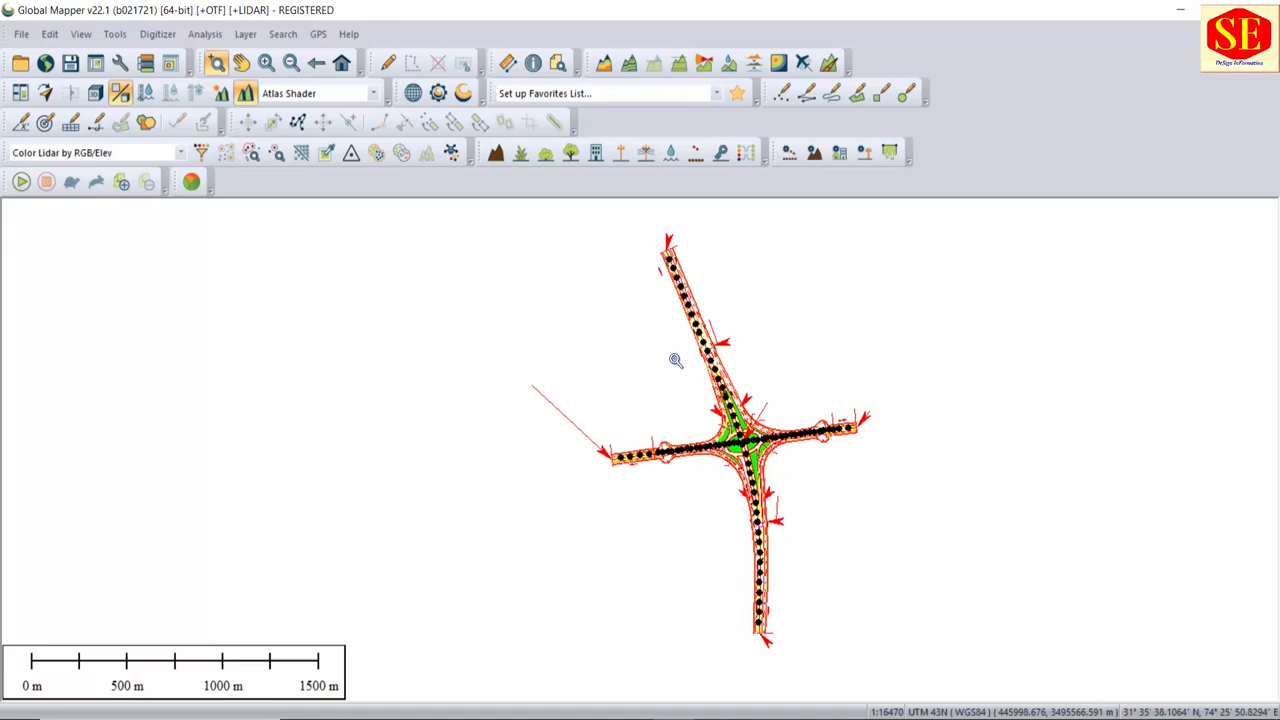 Global Mapper v22.1 (b021721) [64-bit] [+OTF] [+LIDAR] - REGISTERED
SE
DeSign InFormatics
File Edit View Tools Digitizer Analysis Layer Search GPS Help
Atlas Shader
Set up Favorites List...
Color Lidar by RGB/Elev
0 m 500 m 1000 m 1500 m
1:16470 UTM 43N ( WGS84 ) ( 445998.676, 3495566.591 m ) 31° 35' 38.1064" N, 74° 25' 50.8294" E